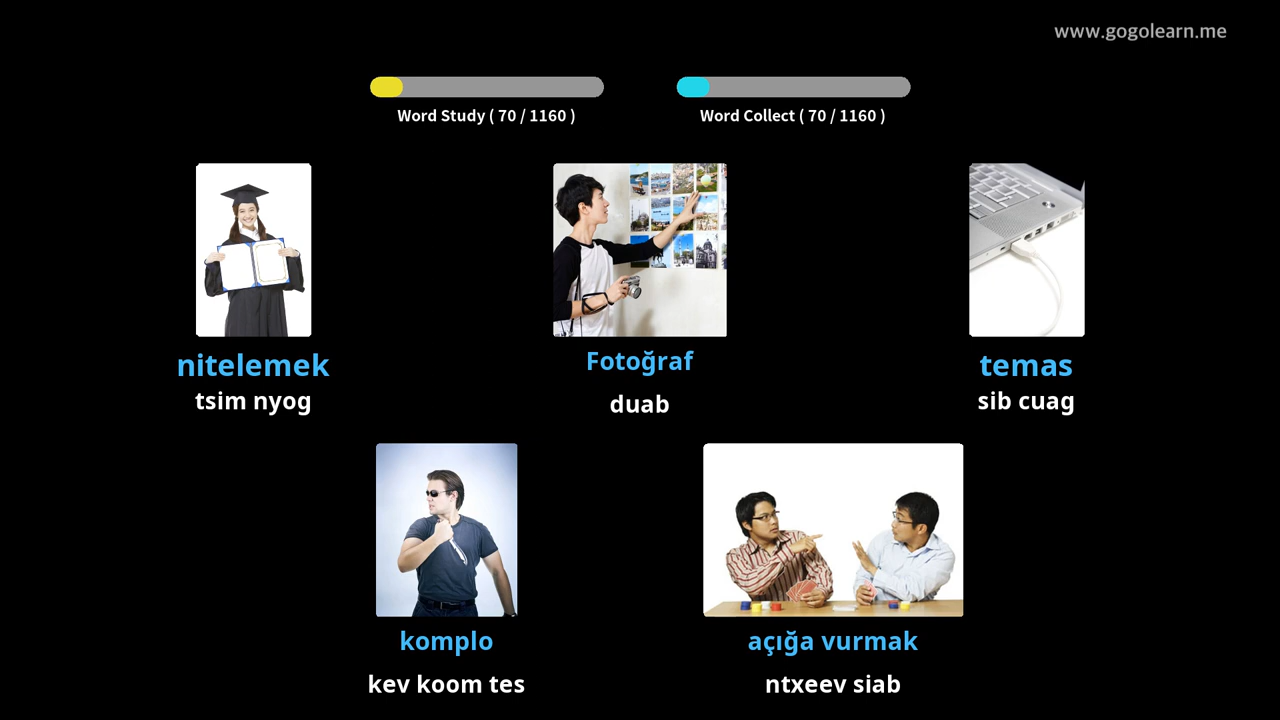 www.gogolearn.me
Word Study ( 70 / 1160 )
Word Collect ( 70 / 1160 )
nitelemek
tsim nyog
Fotoğraf
duab
temas
sib cuag
komplo
kev koom tes
açığa vurmak
ntxeev siab